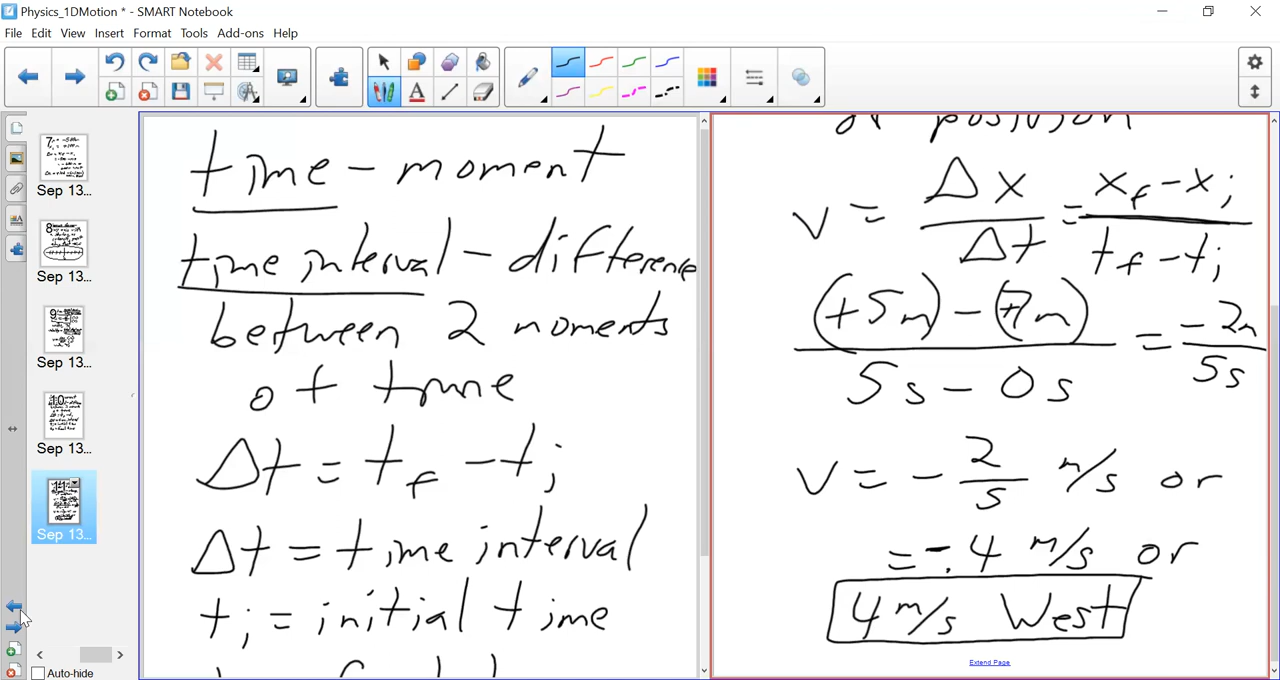 Physics_1DMotion * - SMART Notebook
File Edit View Insert Format Tools Add-ons Help
Sep 13...
Sep 13...
Sep 13...
Sep 13...
Sep 13...
Auto-hide
time - moment
time interval - difference
between 2 moments
of time
Δt = tf - ti
Δt = time interval
ti = initial time
of position
v = Δx/Δt = xf - xi/tf - ti
(+5m) - (+7m)/5s - 0s = -2m/5s
v = - 2/5 m/s or
= -.4 m/s or
4 m/s West
Extend Page